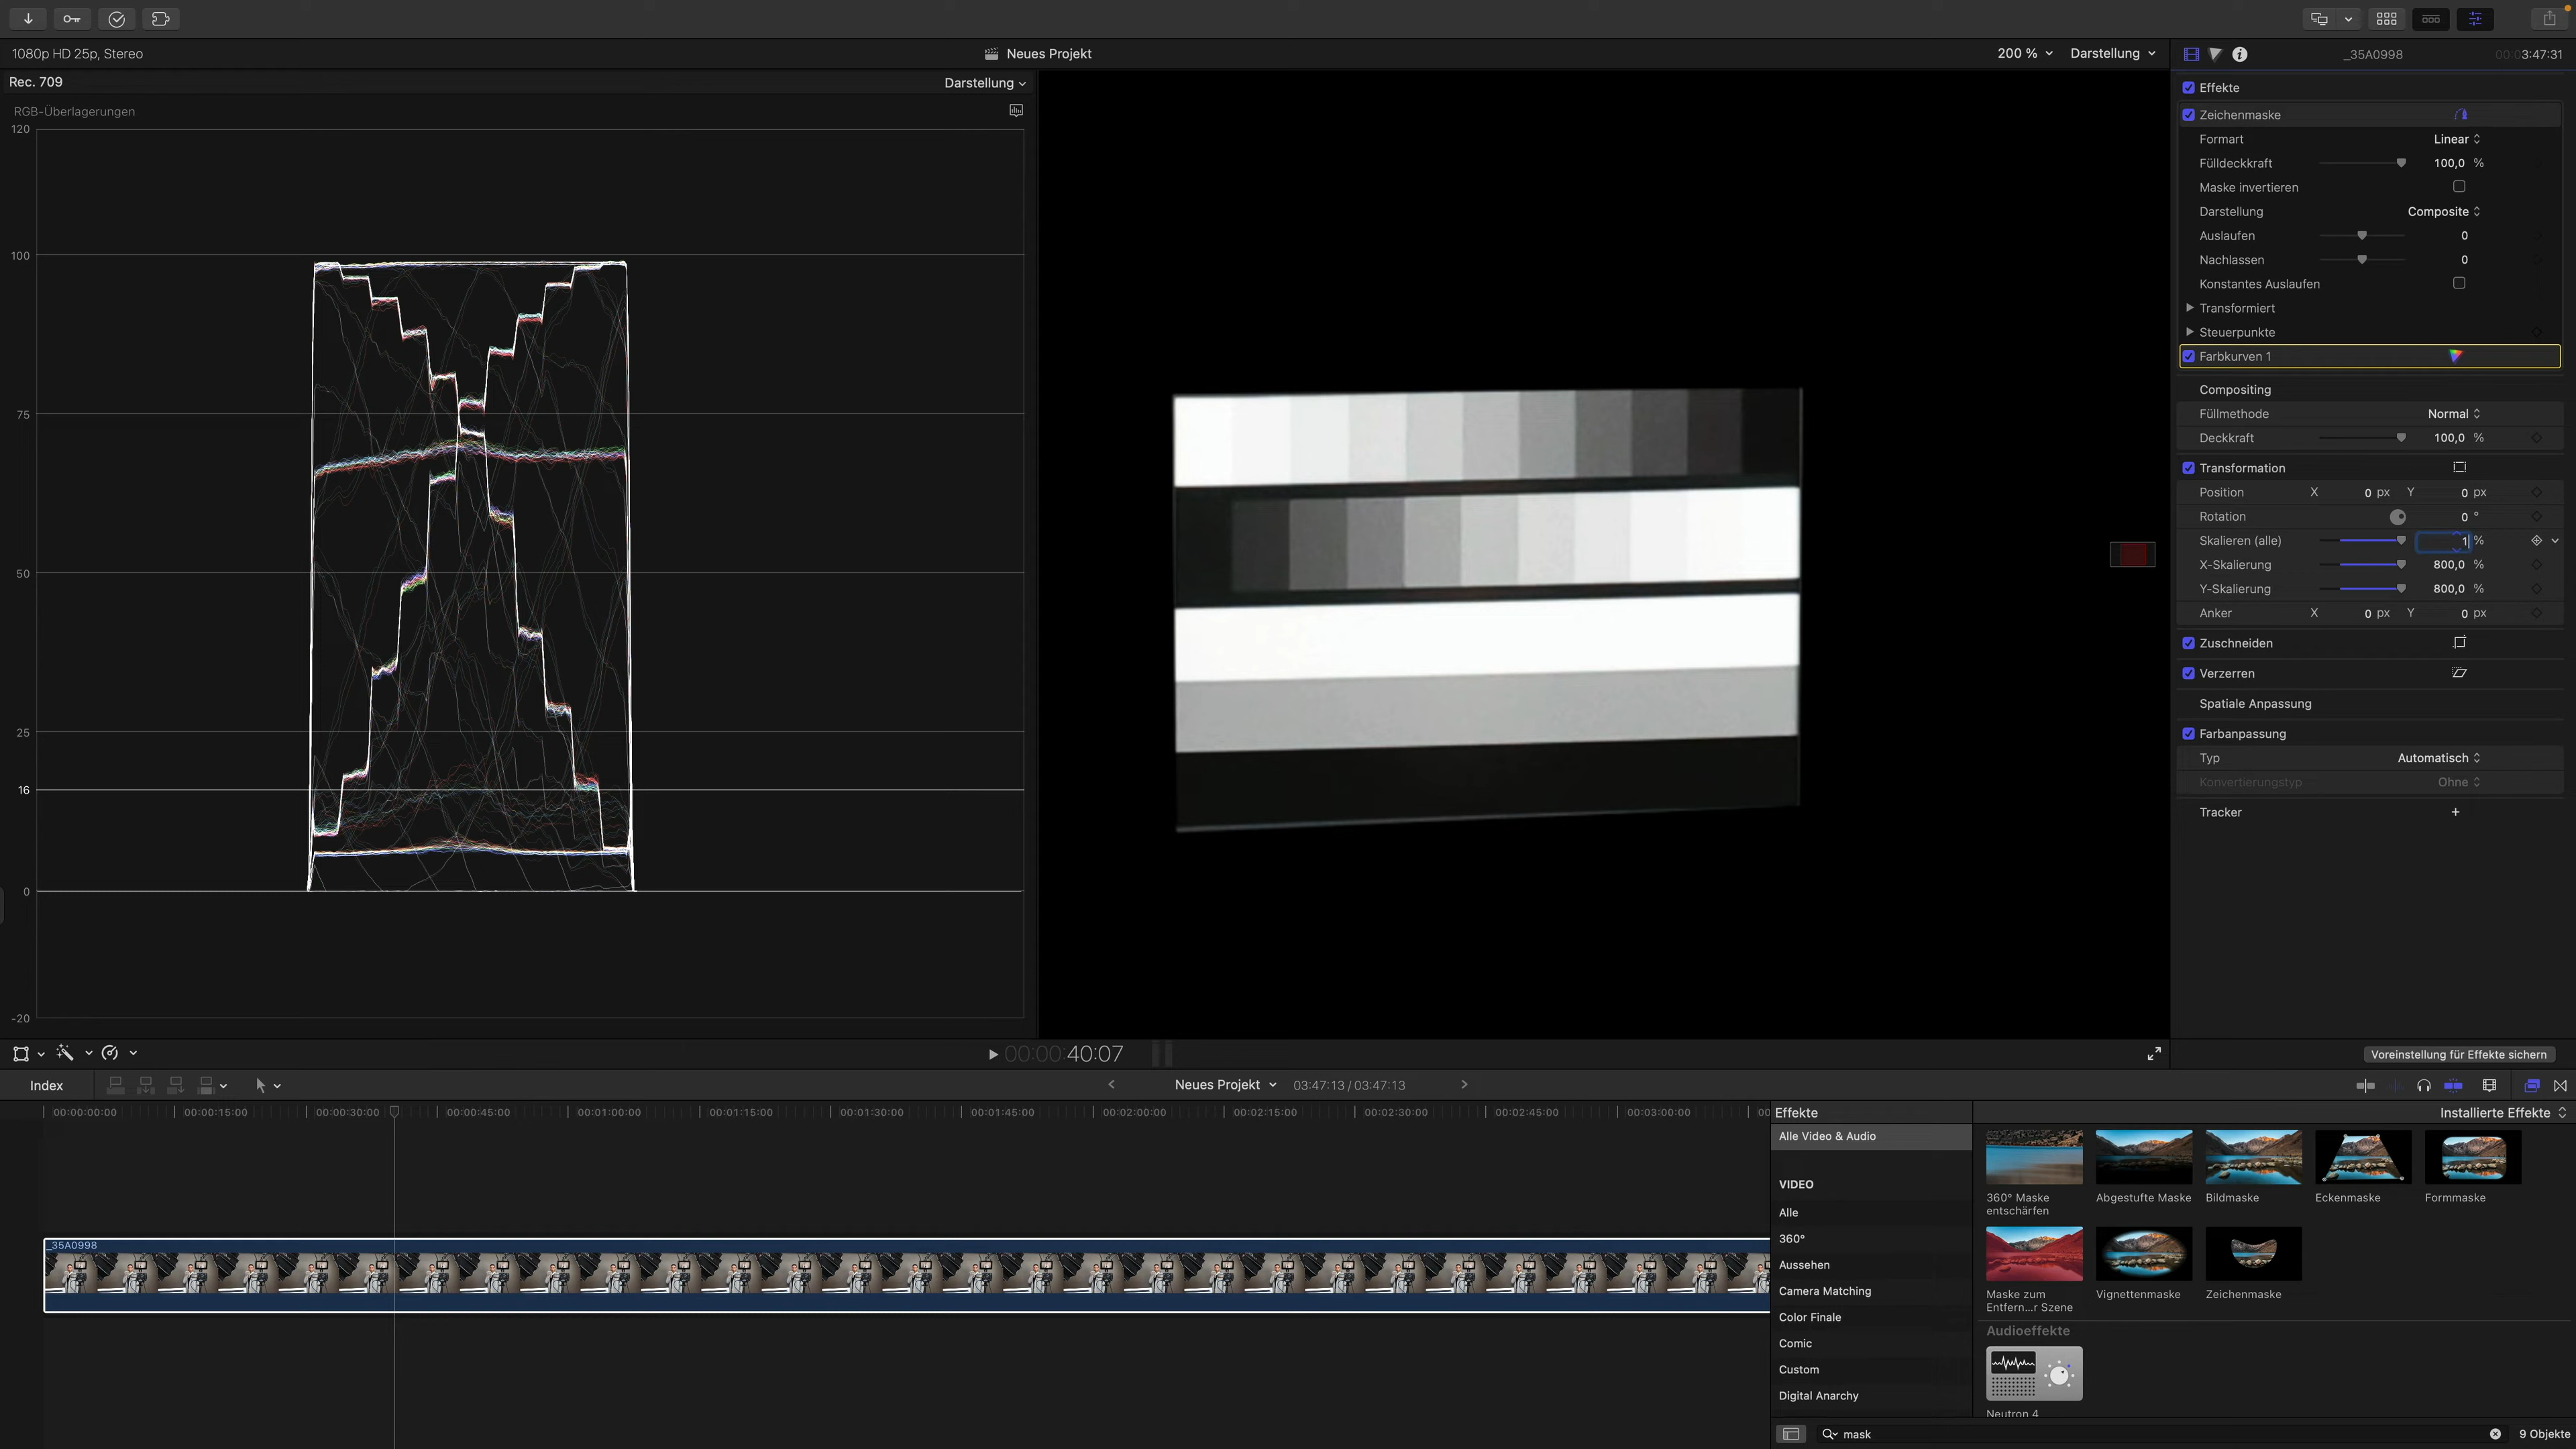 1080p HD 25p, Stereo
Neues Projekt
200 %
Darstellung
_35A0998
00:03:47:31
Rec. 709
Darstellung
RGB-Überlagerungen
120
100
75
50
25
16
0
-20
Effekte
Zeichenmaske
Formart Linear
Fülldeckkraft 100,0 %
Maske invertieren
Darstellung Composite
Auslaufen 0
Nachlassen 0
Konstantes Auslaufen
Transformiert
Steuerpunkte
Farbkurven 1
Compositing
Füllmethode Normal
Deckkraft 100,0 %
Transformation
Position X 0 px Y 0 px
Rotation 0 °
Skalieren (alle) 1 %
X-Skalierung 800,0 %
Y-Skalierung 800,0 %
Anker X 0 px Y 0 px
Zuschneiden
Verzerren
Spatiale Anpassung
Farbanpassung
Typ Automatisch
Konvertierungstyp Ohne
Tracker +
00:00:40:07
Voreinstellung für Effekte sichern
Index
Neues Projekt
03:47:13 / 03:47:13
00:00:00:00 00:00:15:00 00:00:30:00 00:00:45:00 00:01:00:00 00:01:15:00 00:01:30:00 00:01:45:00 00:02:00:00 00:02:15:00 00:02:30:00 00:02:45:00 00:03:00:00 00
_35A0998
Effekte
Installierte Effekte
Alle Video & Audio
VIDEO
Alle
360°
Aussehen
Camera Matching
Color Finale
Comic
Custom
Digital Anarchy
360° Maske entschärfen
Abgestufte Maske
Bildmaske
Eckenmaske
Formmaske
Maske zum Entfern...r Szene
Vignettenmaske
Zeichenmaske
Audioeffekte
Neutron 4
mask
9 Objekte